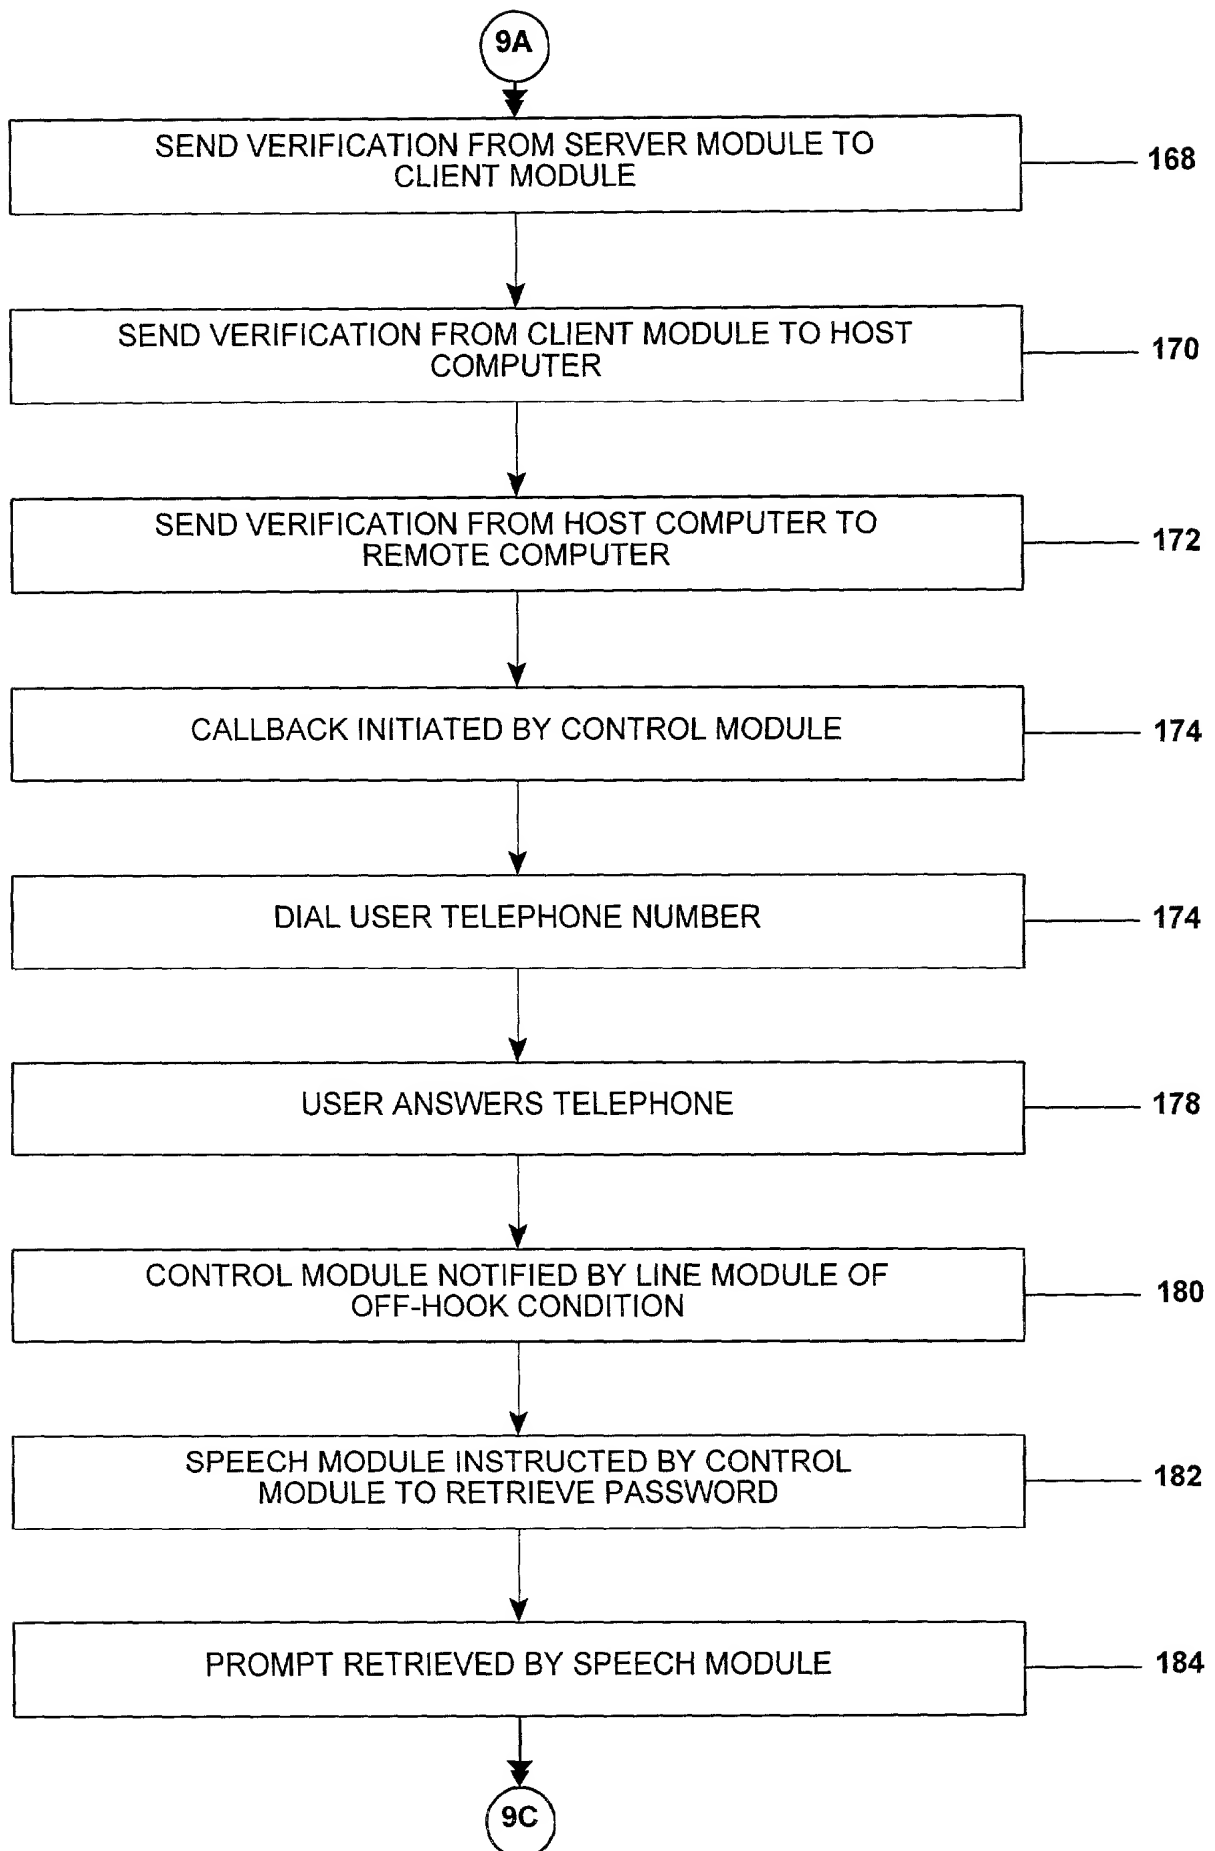 9A
SEND VERIFICATION FROM SERVER MODULE TO
CLIENT MODULE
168
SEND VERIFICATION FROM CLIENT MODULE TO HOST
COMPUTER
170
SEND VERIFICATION FROM HOST COMPUTER TO
REMOTE COMPUTER
172
CALLBACK INITIATED BY CONTROL MODULE
174
DIAL USER TELEPHONE NUMBER
174
USER ANSWERS TELEPHONE
178
CONTROL MODULE NOTIFIED BY LINE MODULE OF
OFF-HOOK CONDITION
180
SPEECH MODULE INSTRUCTED BY CONTROL
MODULE TO RETRIEVE PASSWORD
182
PROMPT RETRIEVED BY SPEECH MODULE
184
9C